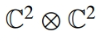 ℂ² ⊗ ℂ²